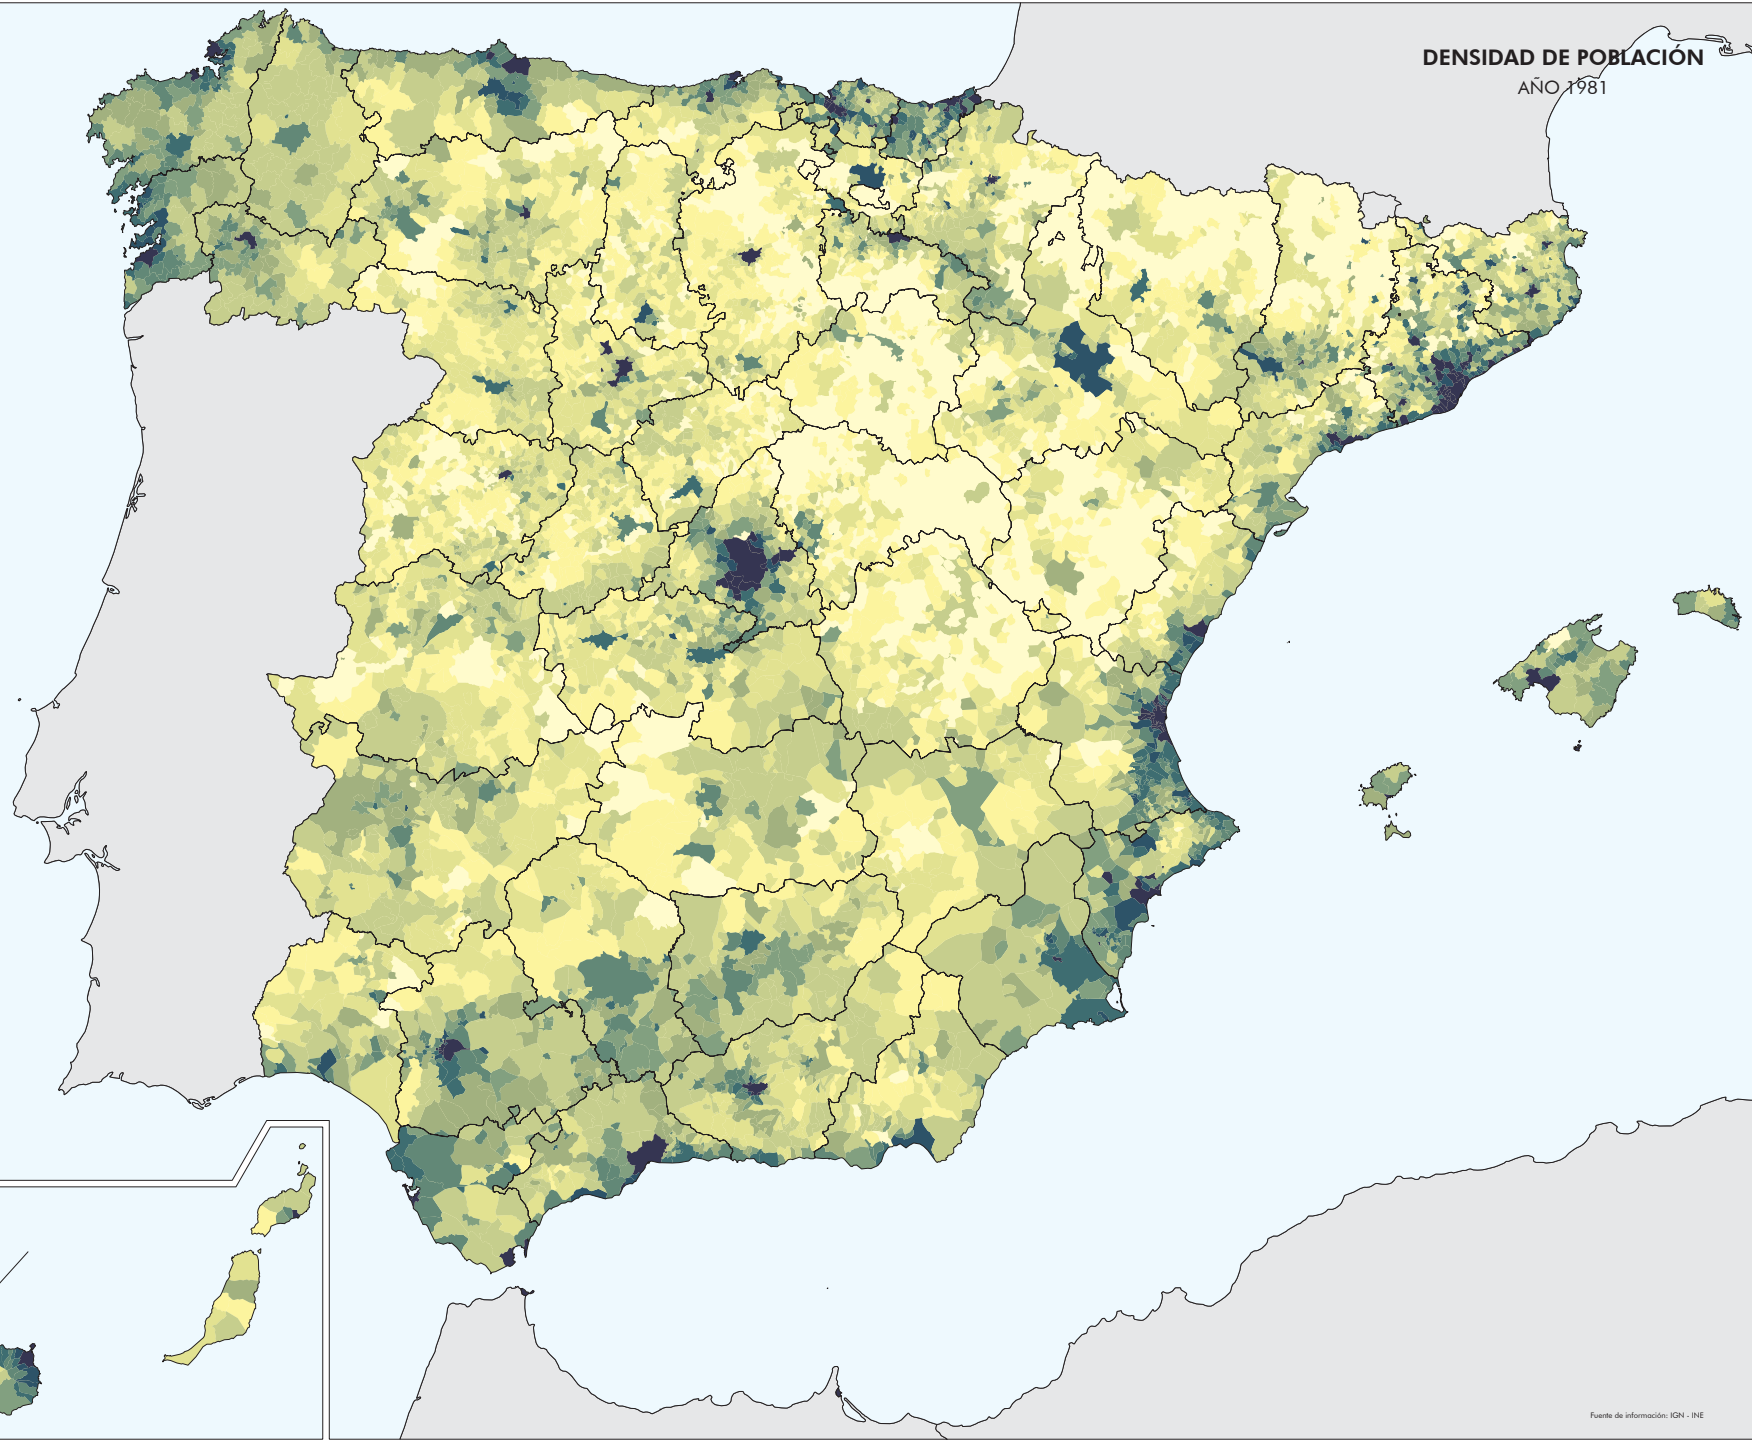 DENSIDAD DE POBLACIÓN
AÑO 1981
Fuente de información: IGN - INE